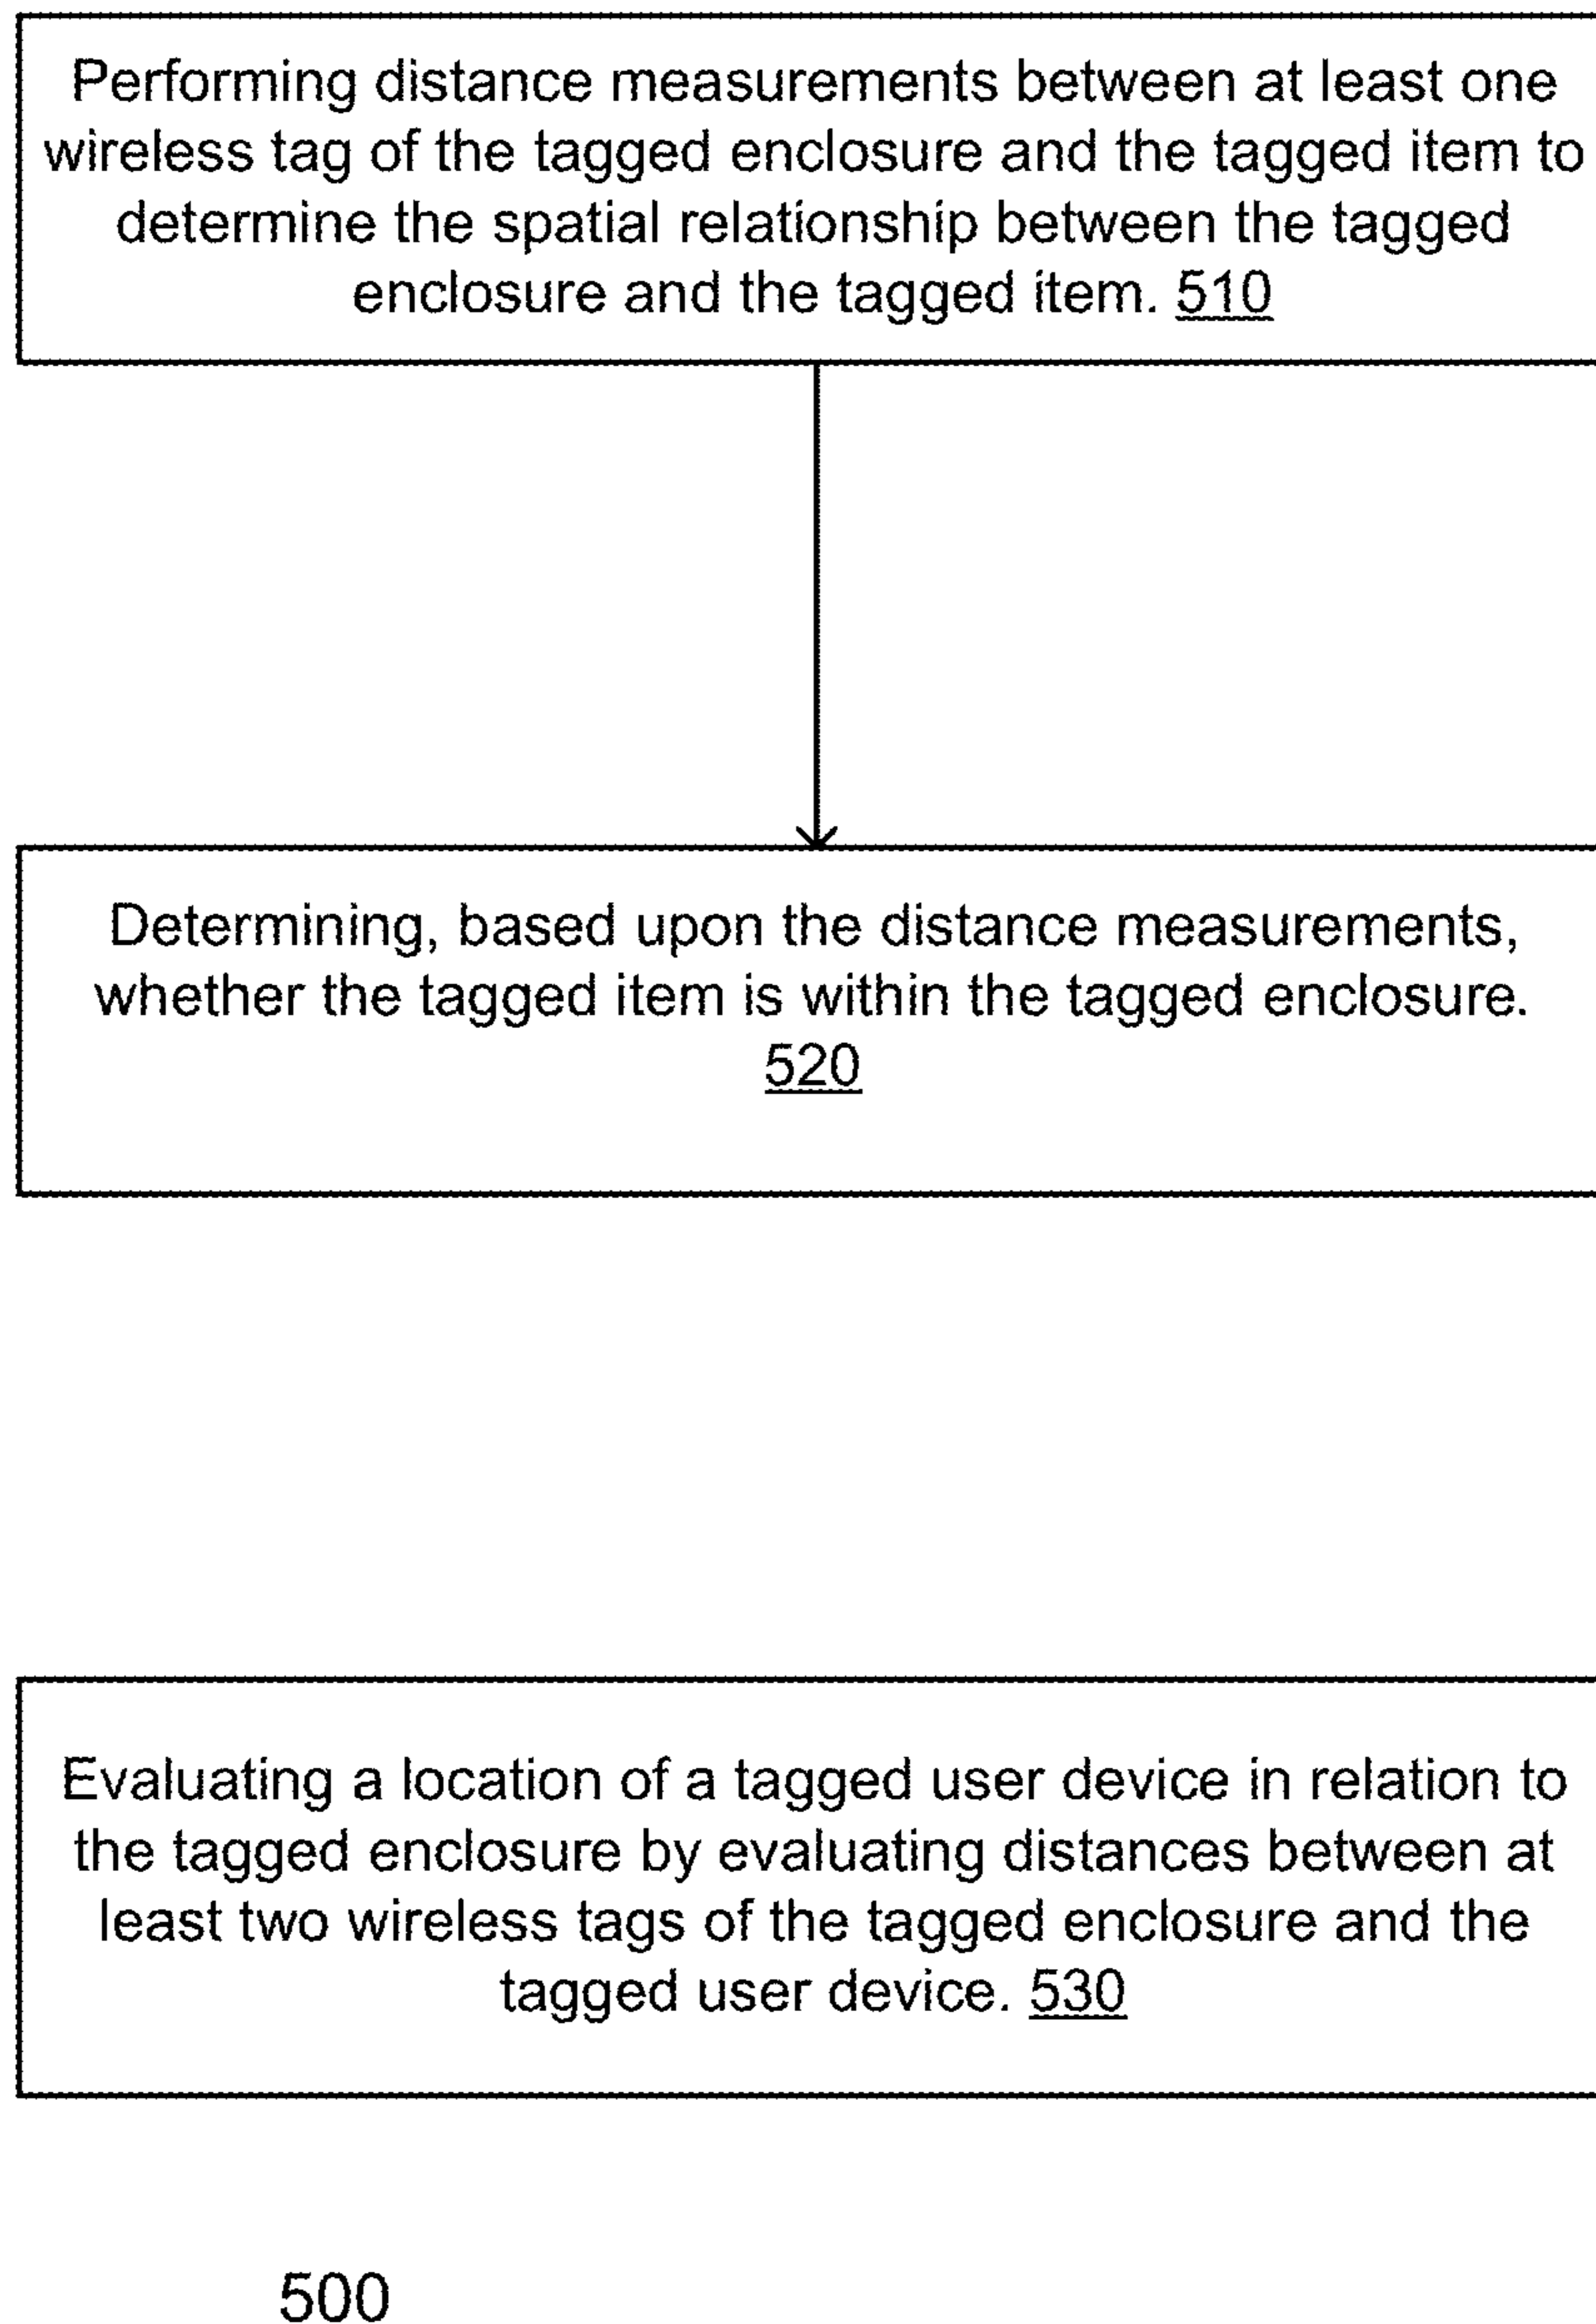 Performing distance measurements between at least one
wireless tag of the tagged enclosure and the tagged item to
determine the spatial relationship between the tagged
enclosure and the tagged item. 510
Determining, based upon the distance measurements,
whether the tagged item is within the tagged enclosure.
520
Evaluating a location of a tagged user device in relation to
the tagged enclosure by evaluating distances between at
least two wireless tags of the tagged enclosure and the
tagged user device. 530
500